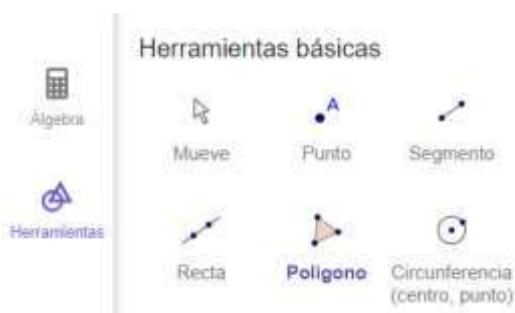 Herramientas básicas
Álgebra
A
Mueve
Punto
Segmento
Herramientas
Recta
Polígono
Circunferencia
(centro, punto)